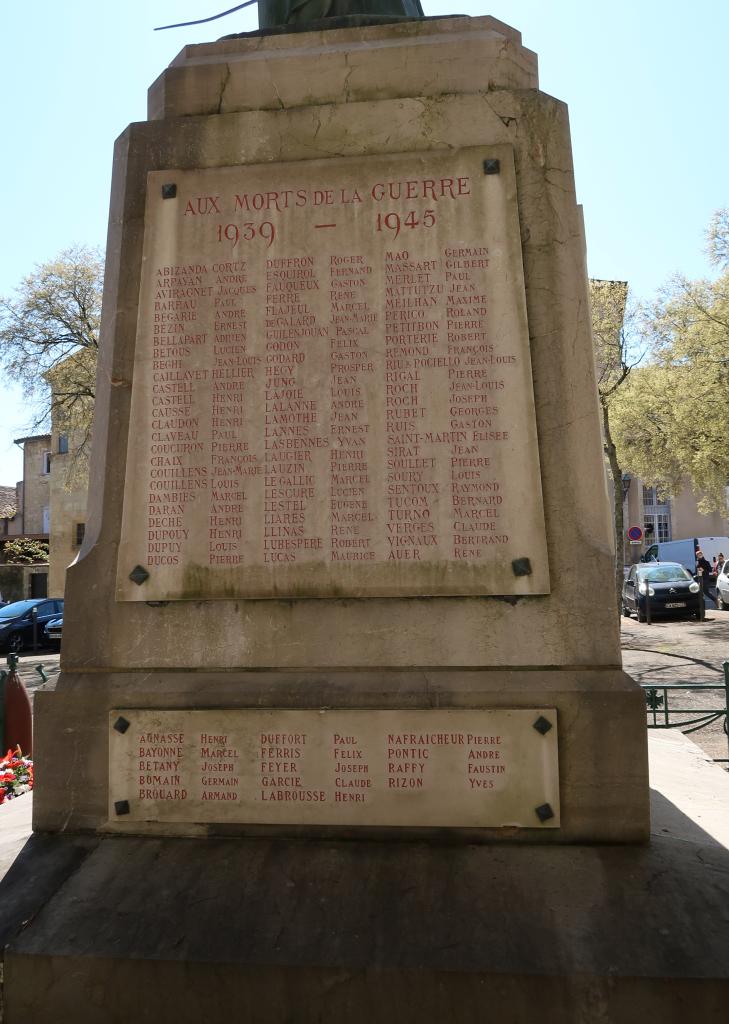 AUX MORTS DE LA GUERRE
1939 — 1945
ABIZANDA CORTZ
ARPAYAN ANDRE
AVIRAGNET JACQUES
BARRAU PAUL
BEGARIE ANDRE
BEZIN ERNEST
BELLAPART ADRIEN
BETOUS LUCIEN
BEGHI JEAN-LOUIS
CAILLAVET HELLIER
CASTELL ANDRE
CASTELL HENRI
CAUSSE HENRI
CLAUDON HENRI
CLAVEAU PAUL
COUCURON PIERRE
CHAIX FRANÇOIS
COUILLENS JEAN-MARIE
COUILLENS LOUIS
DAMBIES MARCEL
DARAN ANDRE
DECHE HENRI
DUPOUY HENRI
DUPUY LOUIS
DUCOS PIERRE
DUFFRON ROGER
ESQUIROL FERNAND
FAUQUEUX GASTON
FERRE RENE
FLAJEUL MARCEL
DE GALARD JEAN-MARIE
GUILENJOUAN PASCAL
GODON FELIX
GODARD GASTON
HEGY PROSPER
JUNG JEAN
LAJOIE LOUIS
LALANNE ANDRE
LAMOTHE JEAN
LANNES ERNEST
LASBENNES YVAN
LAUGIER HENRI
LAUZIN PIERRE
LE GALLIC MARCEL
LESCURE LUCIEN
LESTEL EUGENE
LIARES MARCEL
LLINAS RENE
LUBESPERE ROBERT
LUCAS MAURICE
MAO GERMAIN
MASSART GILBERT
MERLET PAUL
MATTUTZU JEAN
MEILHAN MAXIME
PERICO ROLAND
PETITBON PIERRE
PORTERIE ROBERT
REMOND FRANÇOIS
RIU & POCIELLO JEAN-LOUIS
RIGAL PIERRE
ROCH JEAN-LOUIS
ROCH JOSEPH
RUBET GEORGES
RUIS GASTON
SAINT-MARTIN ELISEE
SIRAT JEAN
SOULLET PIERRE
SOURY LOUIS
SENTOUX RAYMOND
TUCOM BERNARD
TURNO MARCEL
VERGES CLAUDE
VIGNAUX BERTRAND
AUER RENE
AGNASSE HENRI
BAYONNE MARCEL
BETANY JOSEPH
BOMAIN GERMAIN
BROUARD ARMAND
DUFFORT PAUL
FERRIS FELIX
FEYER JOSEPH
GARCIE CLAUDE
LABROUSSE HENRI
NAFRAICHEUR PIERRE
PONTIC ANDRE
RAFFY FAUSTIN
RIZON YVES